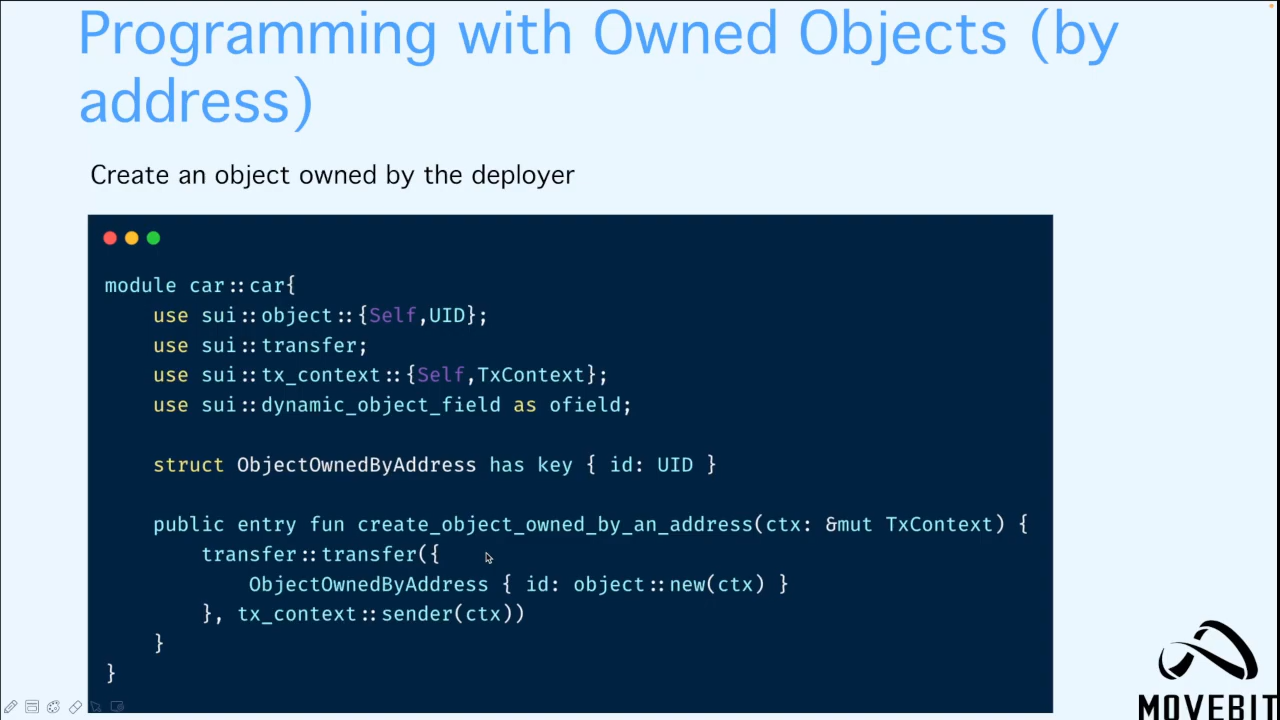 Programming with Owned Objects (by
address)
Create an object owned by the deployer
module car::car{
    use sui::object::{Self,UID};
    use sui::transfer;
    use sui::tx_context::{Self,TxContext};
    use sui::dynamic_object_field as ofield;
    struct ObjectOwnedByAddress has key { id: UID }
    public entry fun create_object_owned_by_an_address(ctx: &mut TxContext) {
        transfer::transfer({
            ObjectOwnedByAddress { id: object::new(ctx) }
        }, tx_context::sender(ctx))
    }
}
MOVEBIT